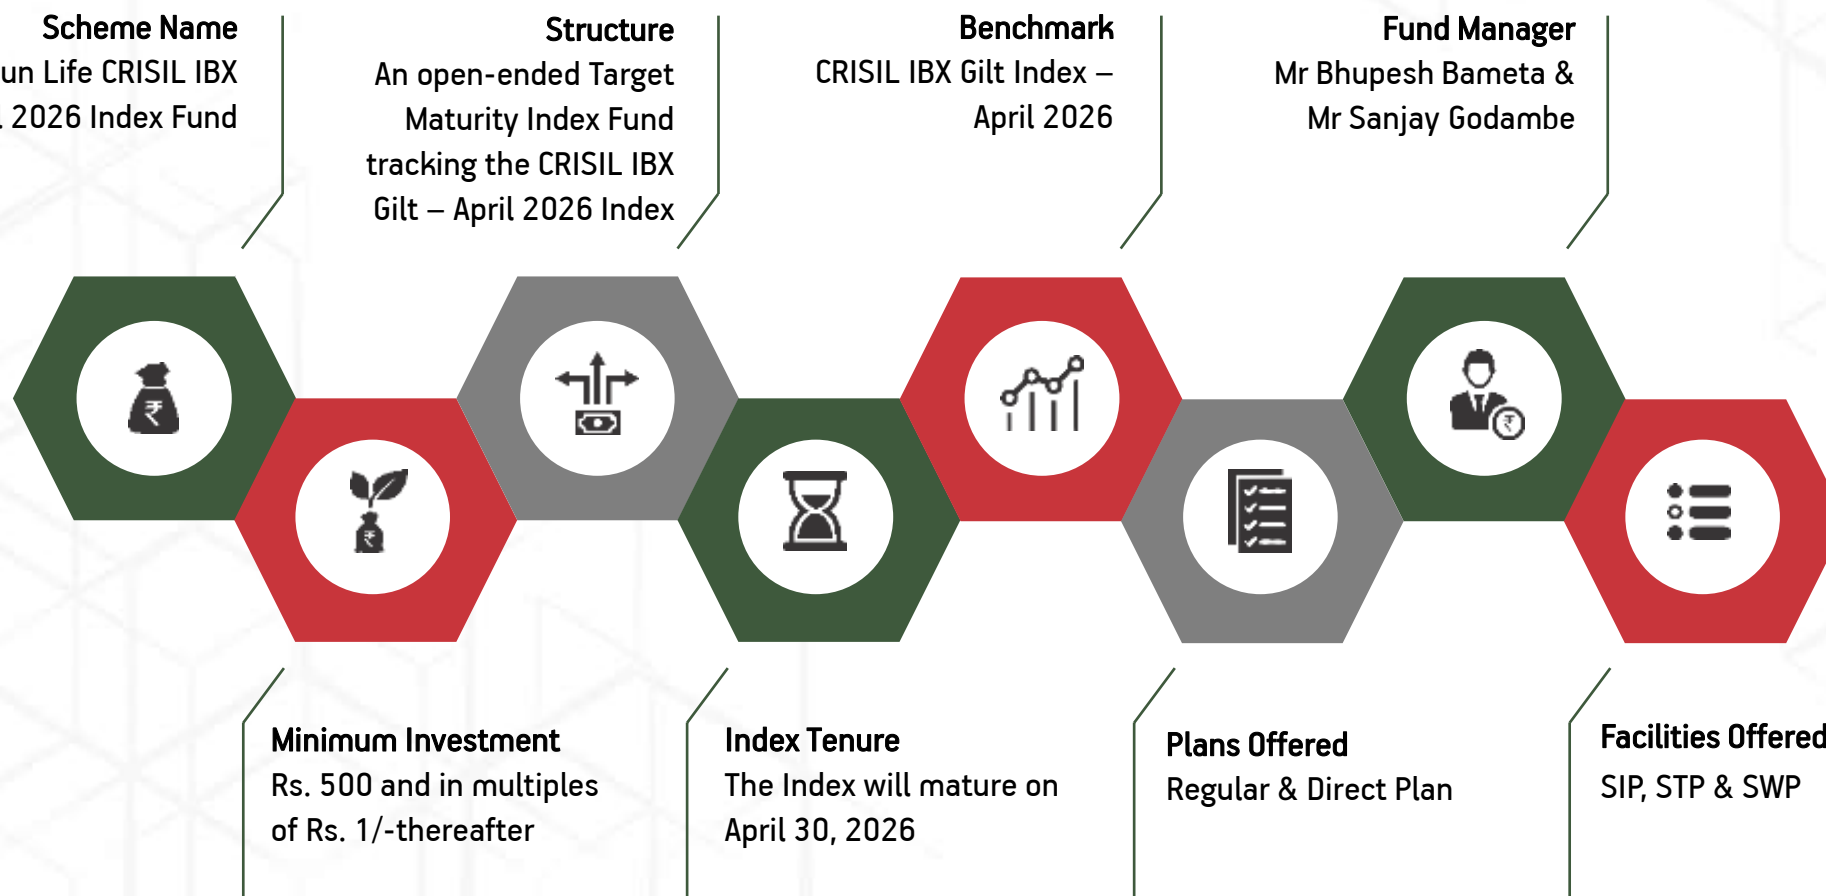 Scheme Name
un Life CRISIL IBX
2026 Index Fund
Structure
An open-ended Target
Maturity Index Fund
tracking the CRISIL IBX
Gilt – April 2026 Index
Benchmark
CRISIL IBX Gilt Index –
April 2026
Fund Manager
Mr Bhupesh Bameta &
Mr Sanjay Godambe
Minimum Investment
Rs. 500 and in multiples
of Rs. 1/-thereafter
Index Tenure
The Index will mature on
April 30, 2026
Plans Offered
Regular & Direct Plan
Facilities Offered
SIP, STP & SWP